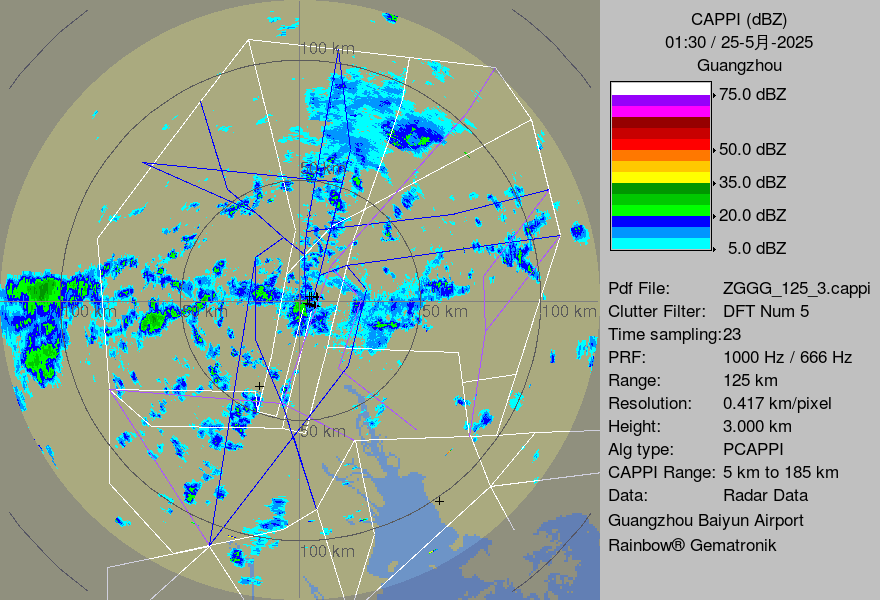 CAPPI (dBZ)
01:30 / 25-5月-2025
Guangzhou
75.0 dBZ
50.0 dBZ
35.0 dBZ
20.0 dBZ
5.0 dBZ
Pdf File: ZGGG_125_3.cappi
Clutter Filter: DFT Num 5
Time sampling:23
PRF: 1000 Hz / 666 Hz
Range: 125 km
Resolution: 0.417 km/pixel
Height: 3.000 km
Alg type: PCAPPI
CAPPI Range: 5 km to 185 km
Data: Radar Data
Guangzhou Baiyun Airport
Rainbow® Gematronik
100 km
50 km
100 km
50 km
50 km
100 km
50 km
100 km